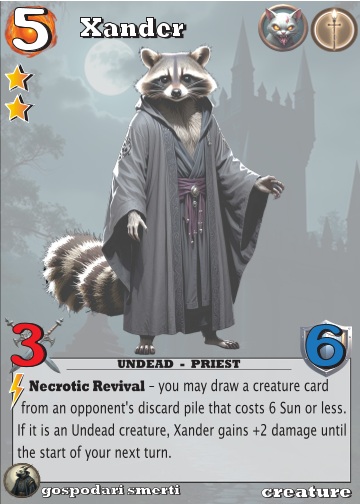 5 Xander
3
6
UNDEAD - PRIEST
Necrotic Revival - you may draw a creature card
from an opponent's discard pile that costs 6 Sun or less.
If it is an Undead creature, Xander gains +2 damage until
the start of your next turn.
gospodari smerti
creature